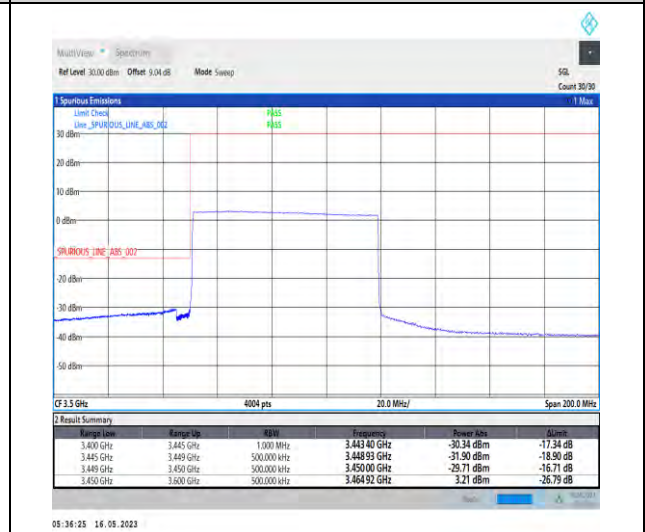 MultiView Spectrum
Ref Level 30.00 dBm Offset 9.04 dB Mode Sweep SGL
Count 30/30
1 Spurious Emissions 1 Max
Limit Check PASS
Line _SPURIOUS_LINE_ABS_002 PASS
30 dBm
20 dBm
10 dBm
0 dBm
_SPURIOUS_LINE_ABS_002
-20 dBm
-30 dBm
-40 dBm
-50 dBm
CF 3.5 GHz 4004 pts 20.0 MHz/ Span 200.0 MHz
2 Result Summary
Range Low Range Up RBW Frequency Power Abs ΔLimit
3.400 GHz 3.445 GHz 1.000 MHz 3.443 40 GHz -30.34 dBm -17.34 dB
3.445 GHz 3.449 GHz 500.000 kHz 3.448 93 GHz -31.90 dBm -18.90 dB
3.449 GHz 3.450 GHz 500.000 kHz 3.450 00 GHz -29.71 dBm -16.71 dB
3.450 GHz 3.600 GHz 500.000 kHz 3.464 92 GHz 3.21 dBm -26.79 dB
05:36:25 16.05.2023